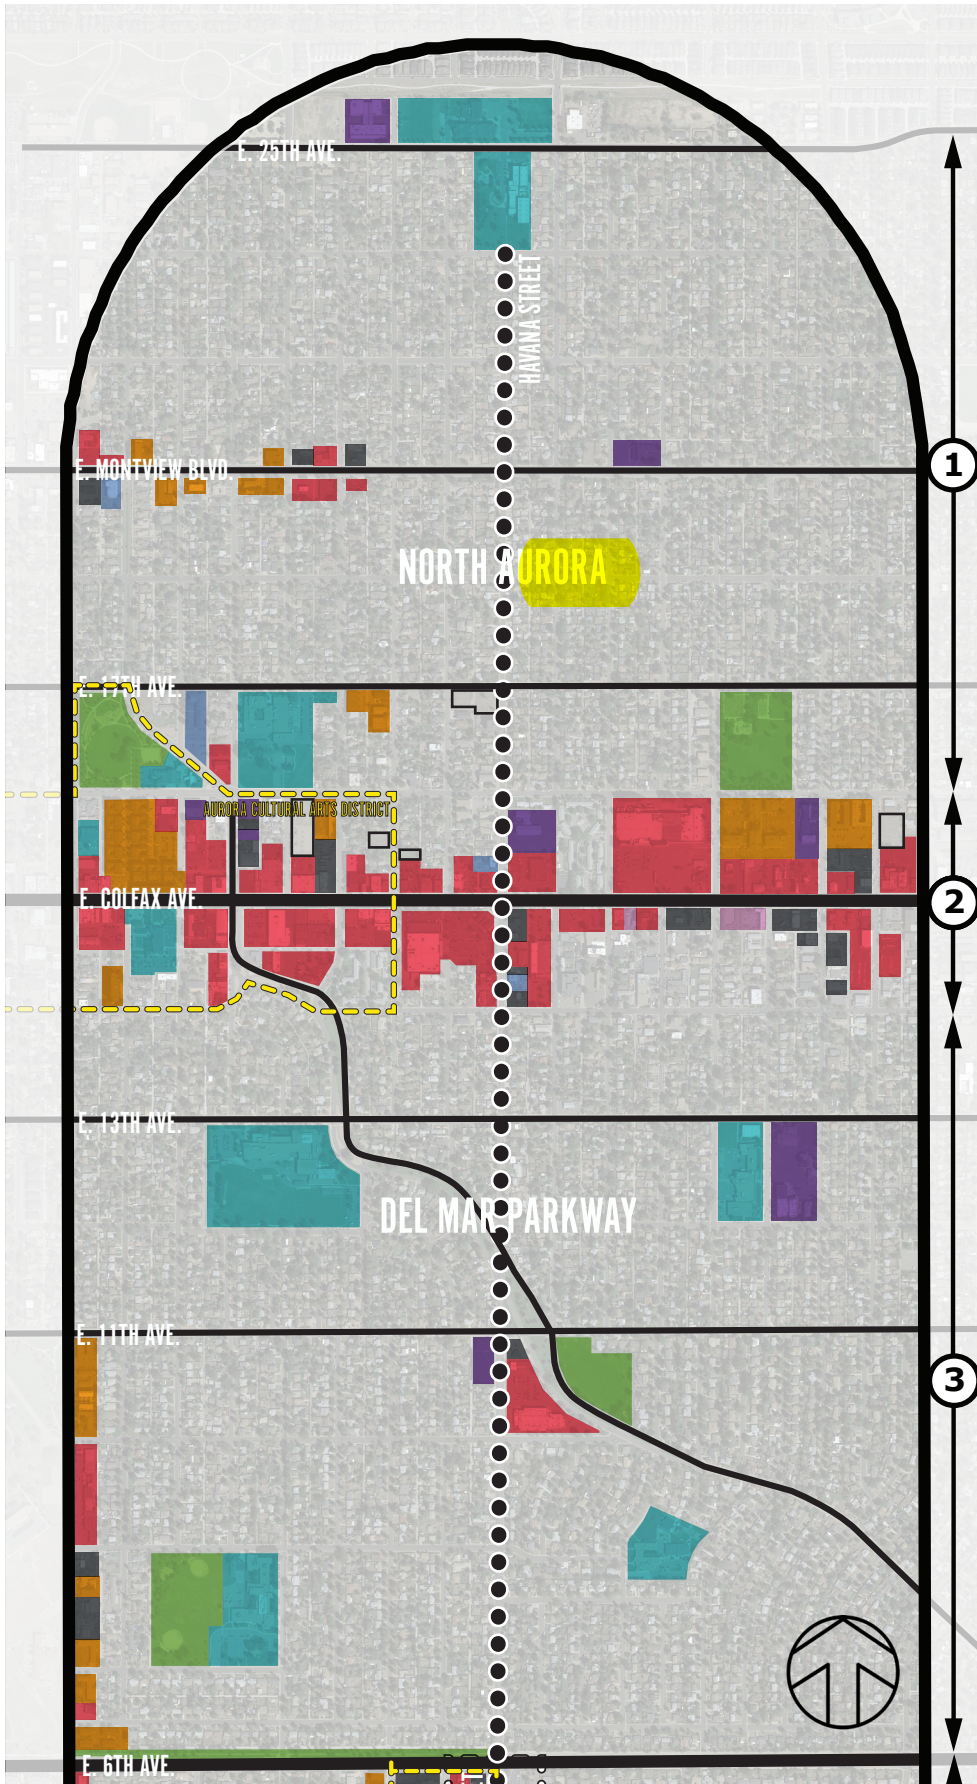 E. 25TH AVE.
HAVANA STREET
E. MONTVIEW BLVD.
1
NORTH AURORA
E. 17TH AVE.
AURORA CULTURAL ARTS DISTRICT
E. COLFAX AVE.
2
E. 13TH AVE.
DEL MAR PARKWAY
E. 11TH AVE.
3
E. 6TH AVE.